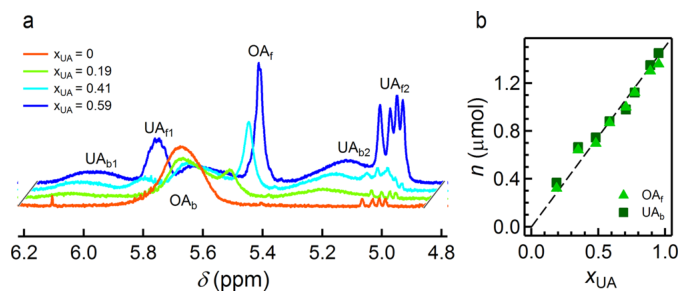 a
x_UA = 0
x_UA = 0.19
x_UA = 0.41
x_UA = 0.59
OA_f
UA_f2
UA_f1
UA_b1
UA_b2
OA_b
6.2 6.0 5.8 5.6 5.4 5.2 5.0 4.8
δ (ppm)
b
n (μmol)
1.2
0.8
0.4
0.0
OA_f
UA_b
0.0 0.2 0.4 0.6 0.8 1.0
x_UA